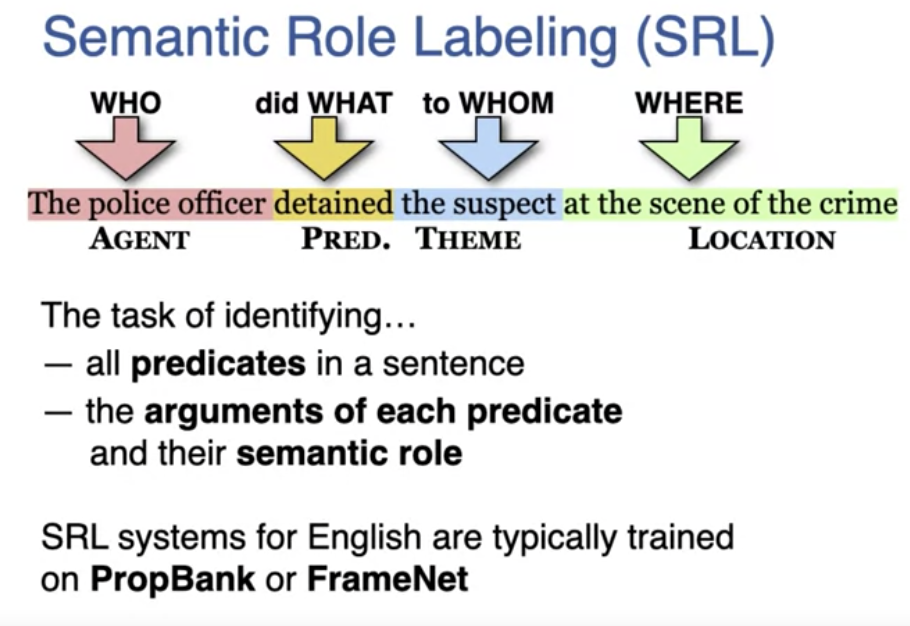 Semantic Role Labeling (SRL)
WHO did WHAT to WHOM WHERE
The police officer detained the suspect at the scene of the crime
AGENT PRED. THEME LOCATION
The task of identifying…
— all predicates in a sentence
— the arguments of each predicate
and their semantic role
SRL systems for English are typically trained
on PropBank or FrameNet